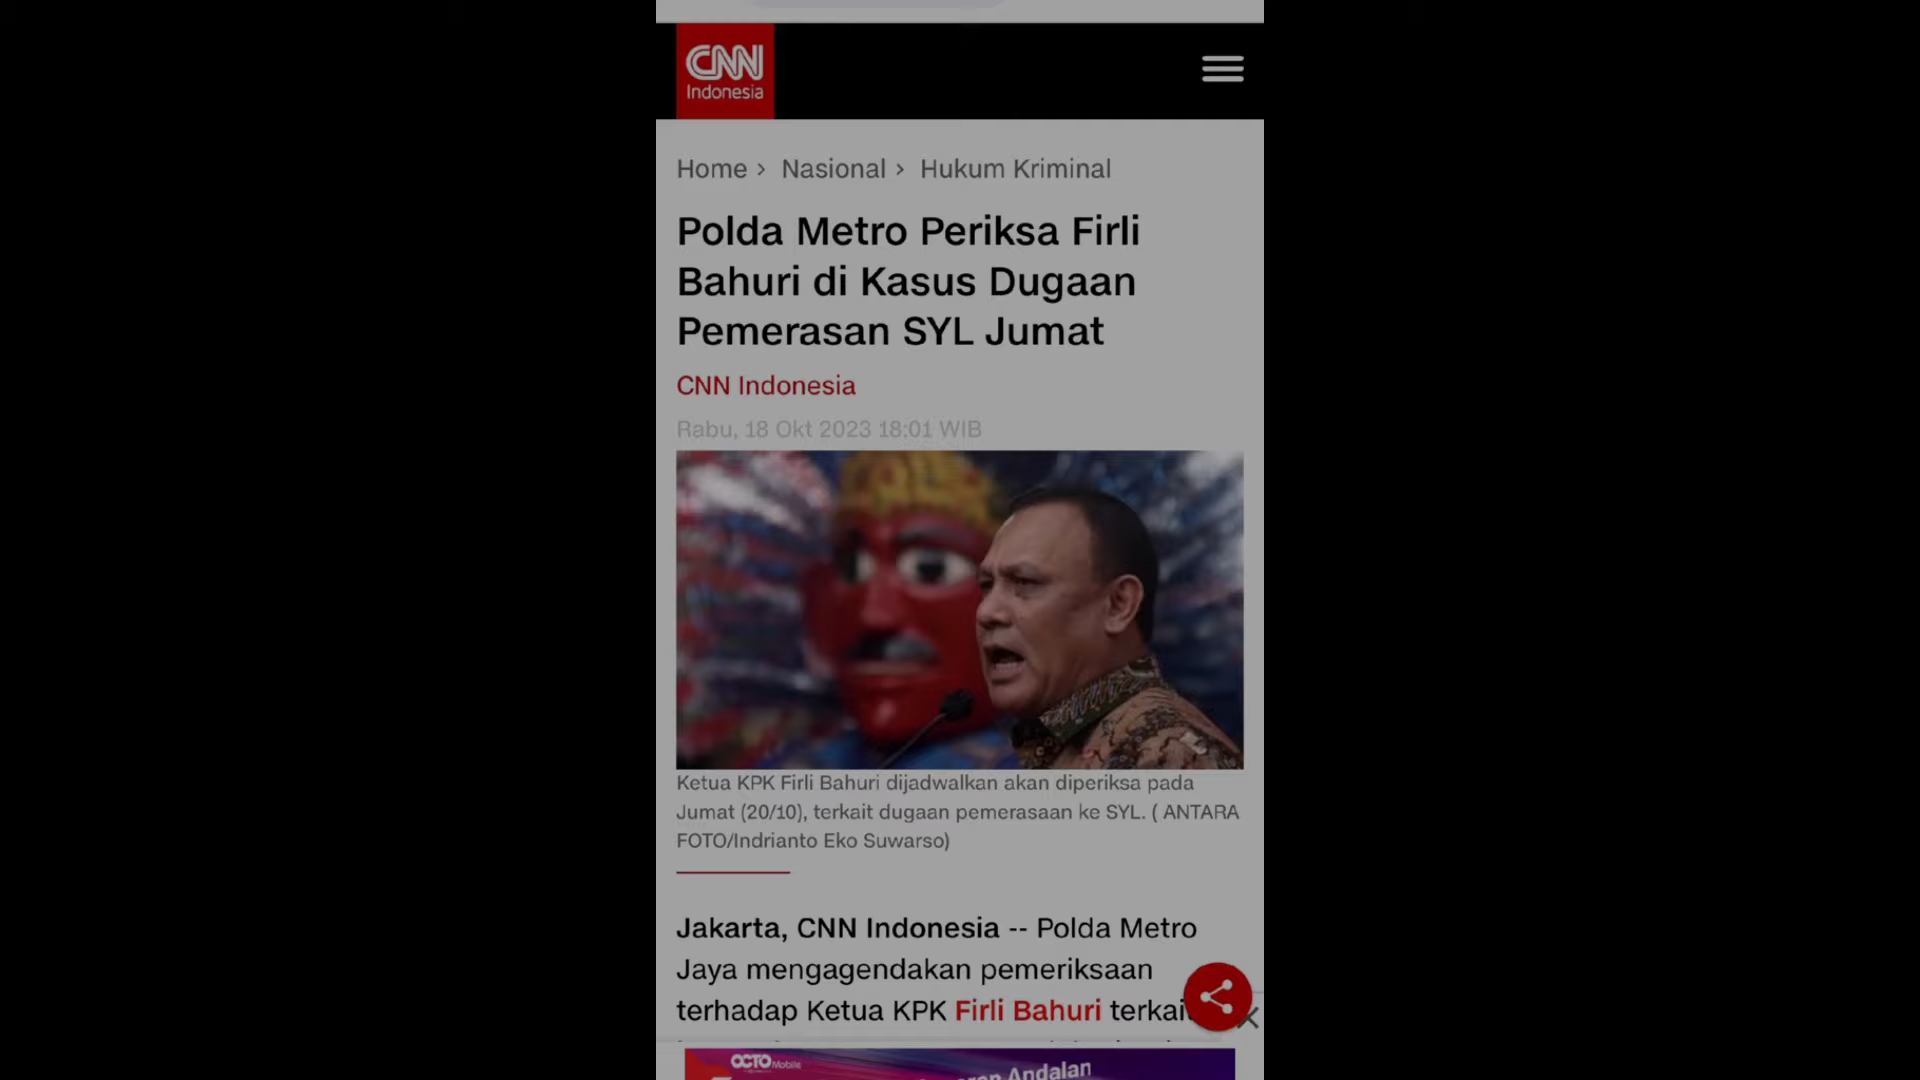 CNN
Indonesia
Home > Nasional > Hukum Kriminal
Polda Metro Periksa Firli
Bahuri di Kasus Dugaan
Pemerasan SYL Jumat
CNN Indonesia
Rabu, 18 Okt 2023 18:01 WIB
Ketua KPK Firli Bahuri dijadwalkan akan diperiksa pada
Jumat (20/10), terkait dugaan pemerasaan ke SYL. ( ANTARA
FOTO/Indrianto Eko Suwarso)
Jakarta, CNN Indonesia -- Polda Metro
Jaya mengagendakan pemeriksaan
terhadap Ketua KPK Firli Bahuri terkait
OCTO Mobile
Andalan